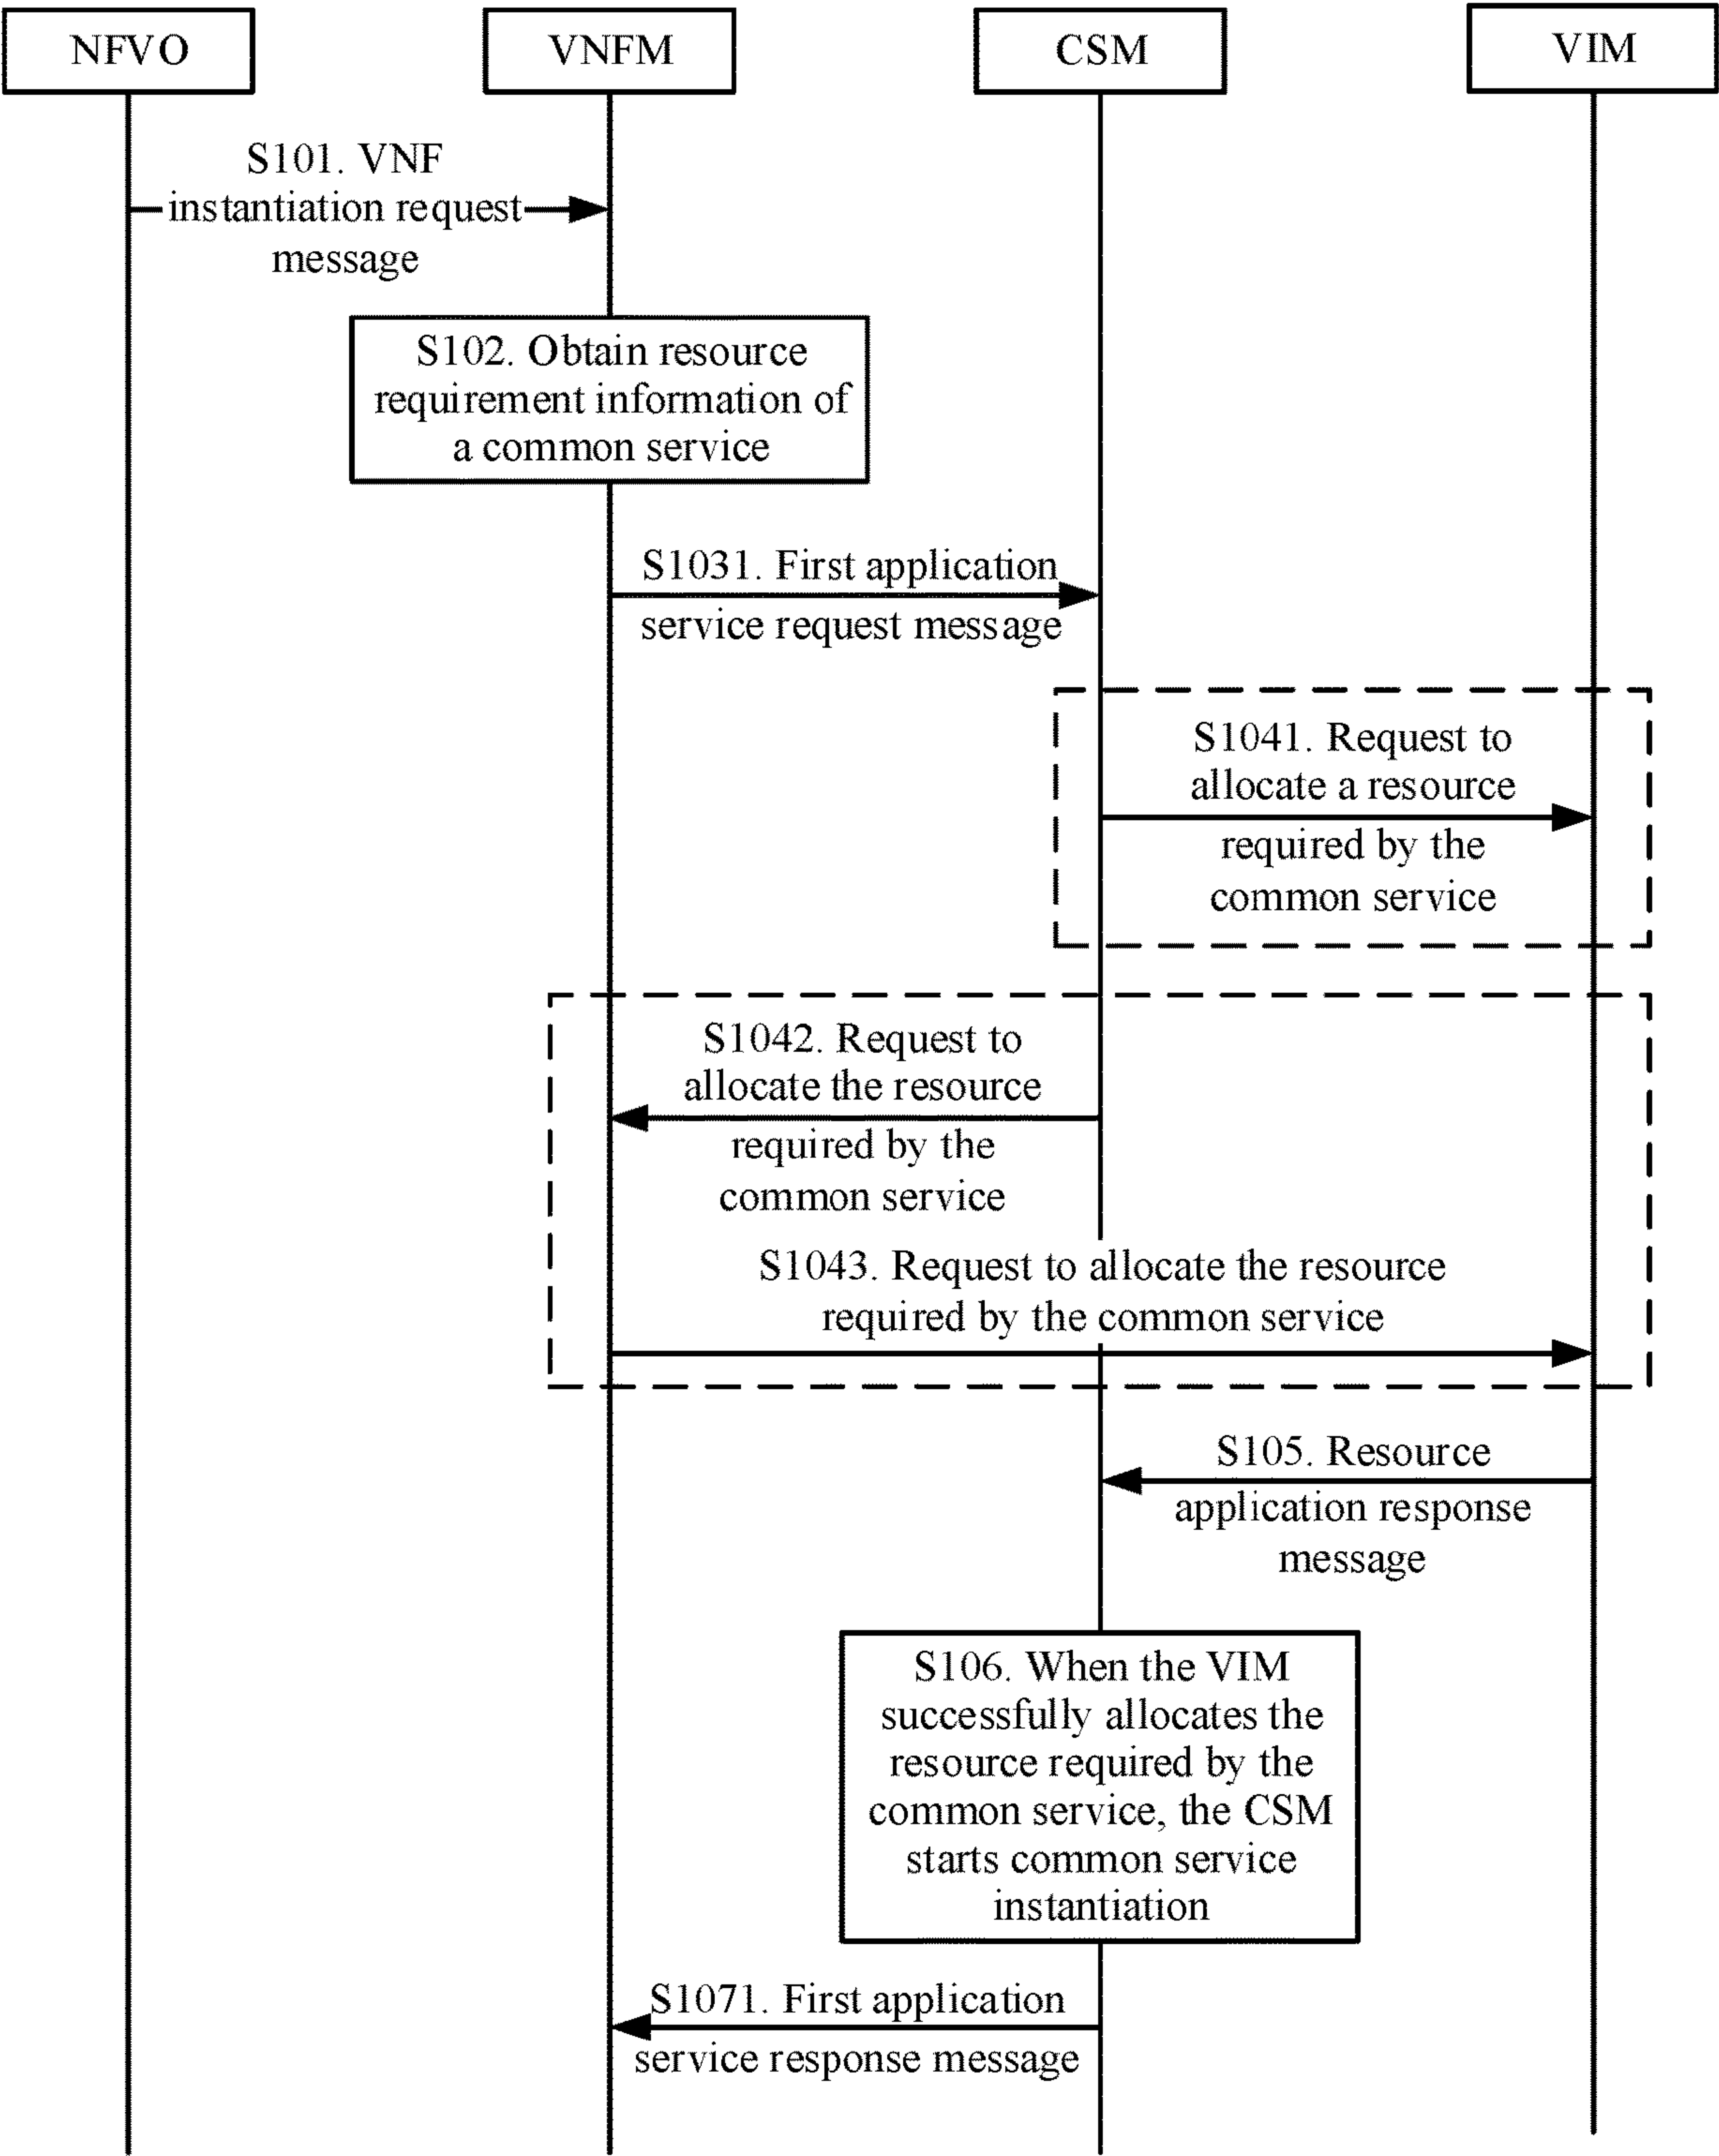 NFVO
VNFM
CSM
VIM
S101. VNF
instantiation request
message
S102. Obtain resource
requirement information of
a common service
S1031. First application
service request message
S1041. Request to
allocate a resource
required by the
common service
S1042. Request to
allocate the resource
required by the
common service
S1043. Request to allocate the resource
required by the common service
S105. Resource
application response
message
S106. When the VIM
successfully allocates the
resource required by the
common service, the CSM
starts common service
instantiation
S1071. First application
service response message